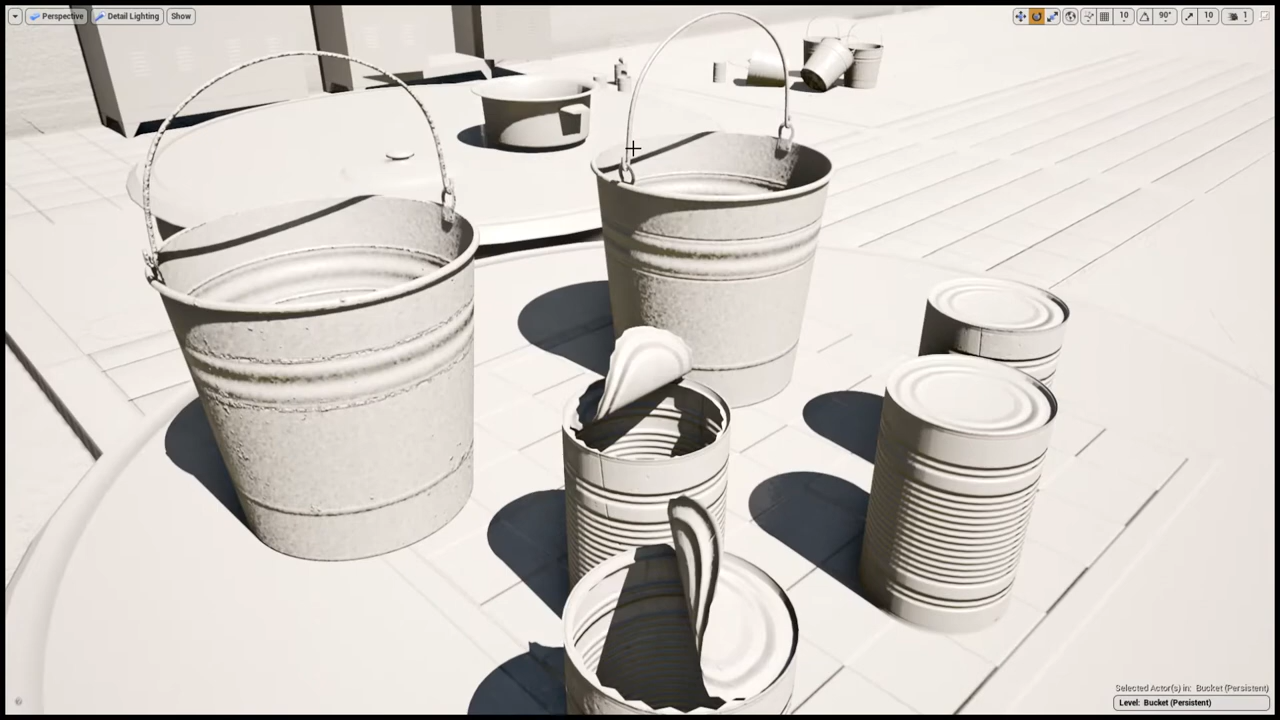 Perspective Detail Lighting Show 10 90° 10 1
Selected Actor(s) in: Bucket (Persistent)
Level: Bucket (Persistent)